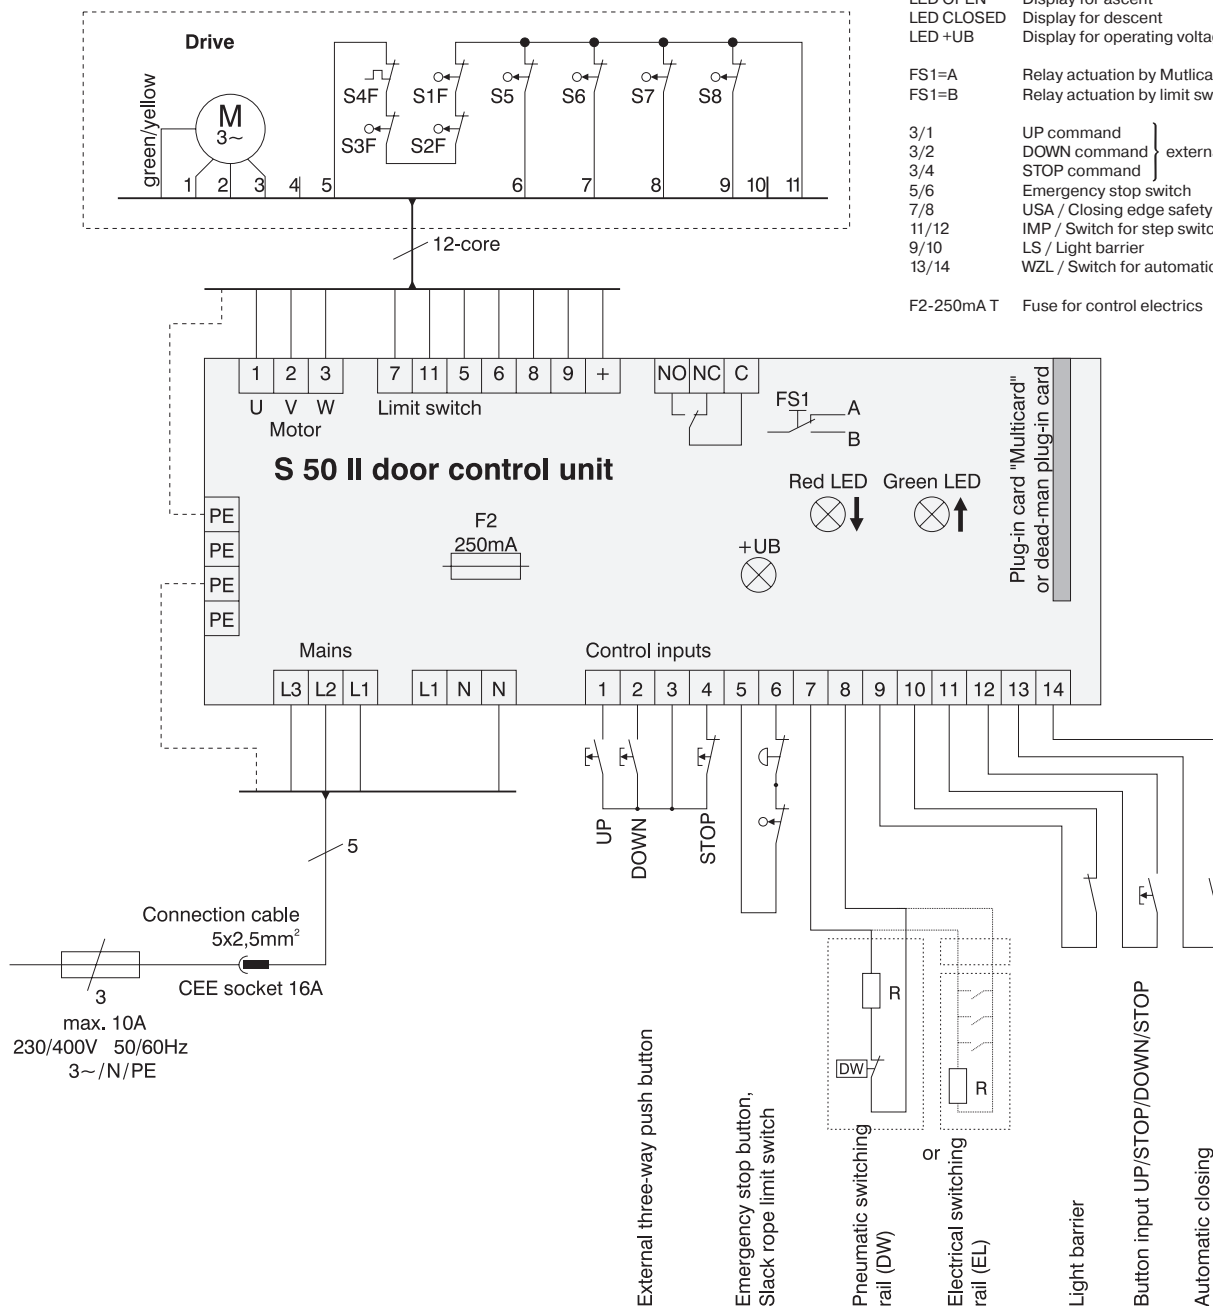 LED CLOSED Display for descent
LED +UB Display for operating
FS1=A Relay actuation by
FS1=B Relay actuation by limit
3/1 UP command
3/2 DOWN command
3/4 STOP command
5/6 Emergency stop switch
7/8 USA / Closing edge safety
11/12 IMP / Switch for step
9/10 LS / Light barrier
13/14 WZL / Switch for
F2-250mA T Fuse for control electrics
Drive
green/yellow
M
3~
S4F S1F S5 S6 S7 S8
S3F S2F
1 2 3 4 5 6 7 8 9 10 11
12-core
1 2 3 7 11 5 6 8 9 + NO NC C
U V W Limit switch
Motor
FS1
A
B
S 50 II door control unit
Red LED Green LED
Plug-in card "Multicard"
or dead-man plug-in card
PE
PE
PE
PE
F2
250mA
+UB
Mains
Control inputs
L3 L2 L1 L1 N N 1 2 3 4 5 6 7 8 9 10 11 12 13 14
UP
DOWN
STOP
5
Connection cable
5x2,5mm²
CEE socket 16A
3
max. 10A
230/400V 50/60Hz
3~/N/PE
R
DW
R
or
External three-way push button
Emergency stop button,
Slack rope limit switch
Pneumatic switching
rail (DW)
Electrical switching
rail (EL)
Light barrier
Button input UP/STOP/DOWN/STOP
Automatic closing